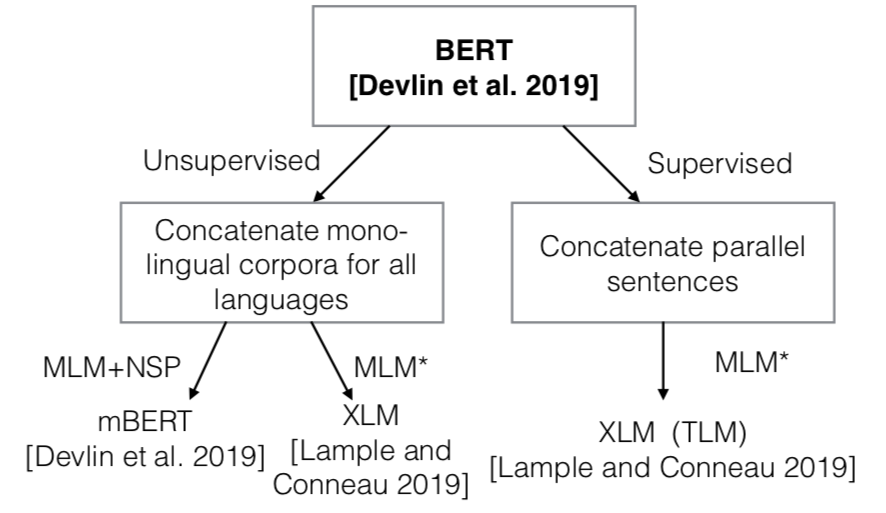 BERT
[Devlin et al. 2019]
Unsupervised
Supervised
Concatenate mono-
lingual corpora for all
languages
Concatenate parallel
sentences
MLM+NSP
MLM*
MLM*
mBERT
[Devlin et al. 2019]
XLM
[Lample and
Conneau 2019]
XLM (TLM)
[Lample and Conneau 2019]